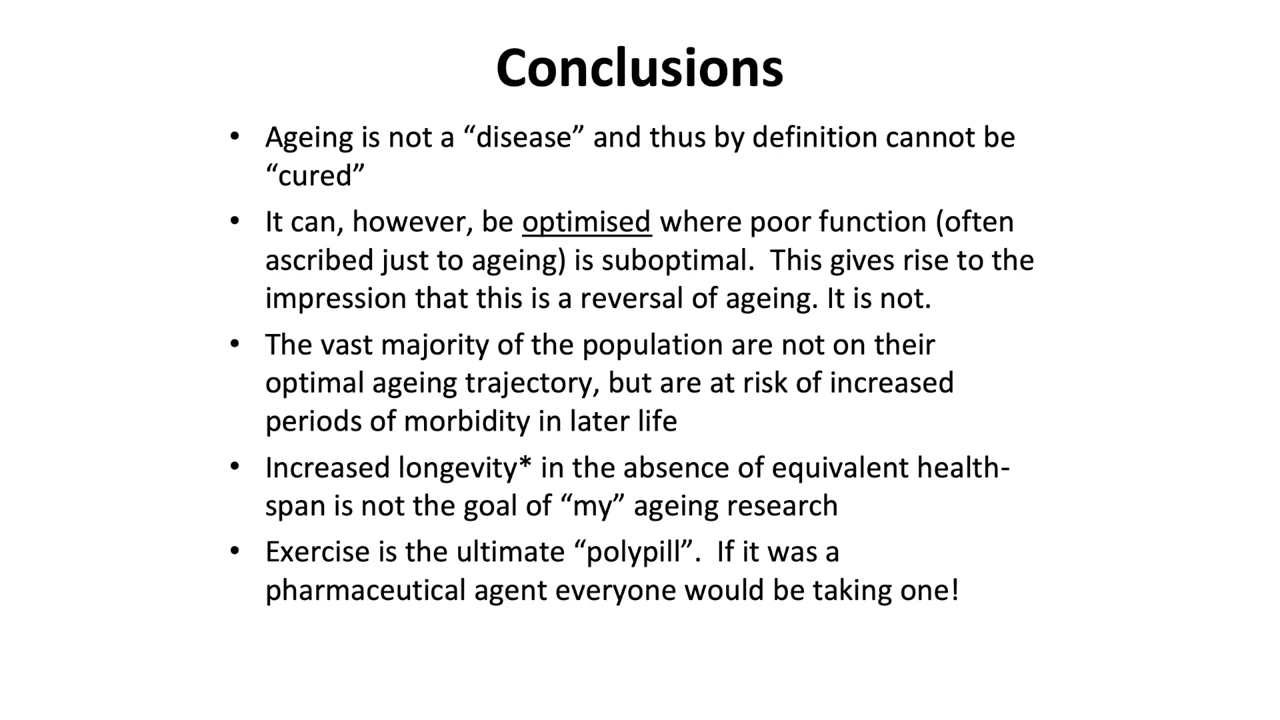 Conclusions
• Ageing is not a “disease” and thus by definition cannot be
“cured”
• It can, however, be optimised where poor function (often
ascribed just to ageing) is suboptimal.  This gives rise to the
impression that this is a reversal of ageing. It is not.
• The vast majority of the population are not on their
optimal ageing trajectory, but are at risk of increased
periods of morbidity in later life
• Increased longevity* in the absence of equivalent health-
span is not the goal of “my” ageing research
• Exercise is the ultimate “polypill”.  If it was a
pharmaceutical agent everyone would be taking one!